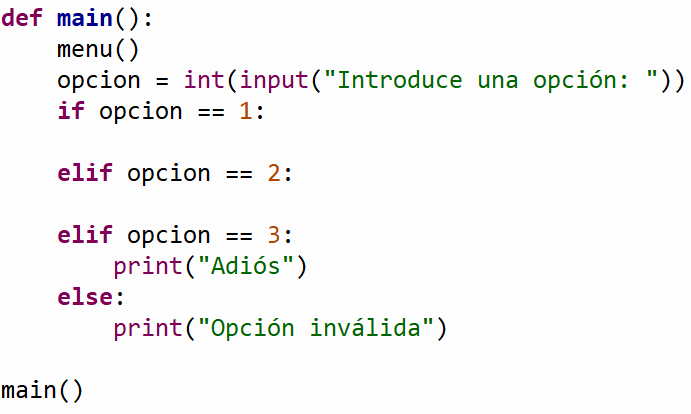 def main():
    menu()
    opcion = int(input("Introduce una opción: "))
    if opcion == 1:

    elif opcion == 2:

    elif opcion == 3:
        print("Adiós")
    else:
        print("Opción inválida")

main()